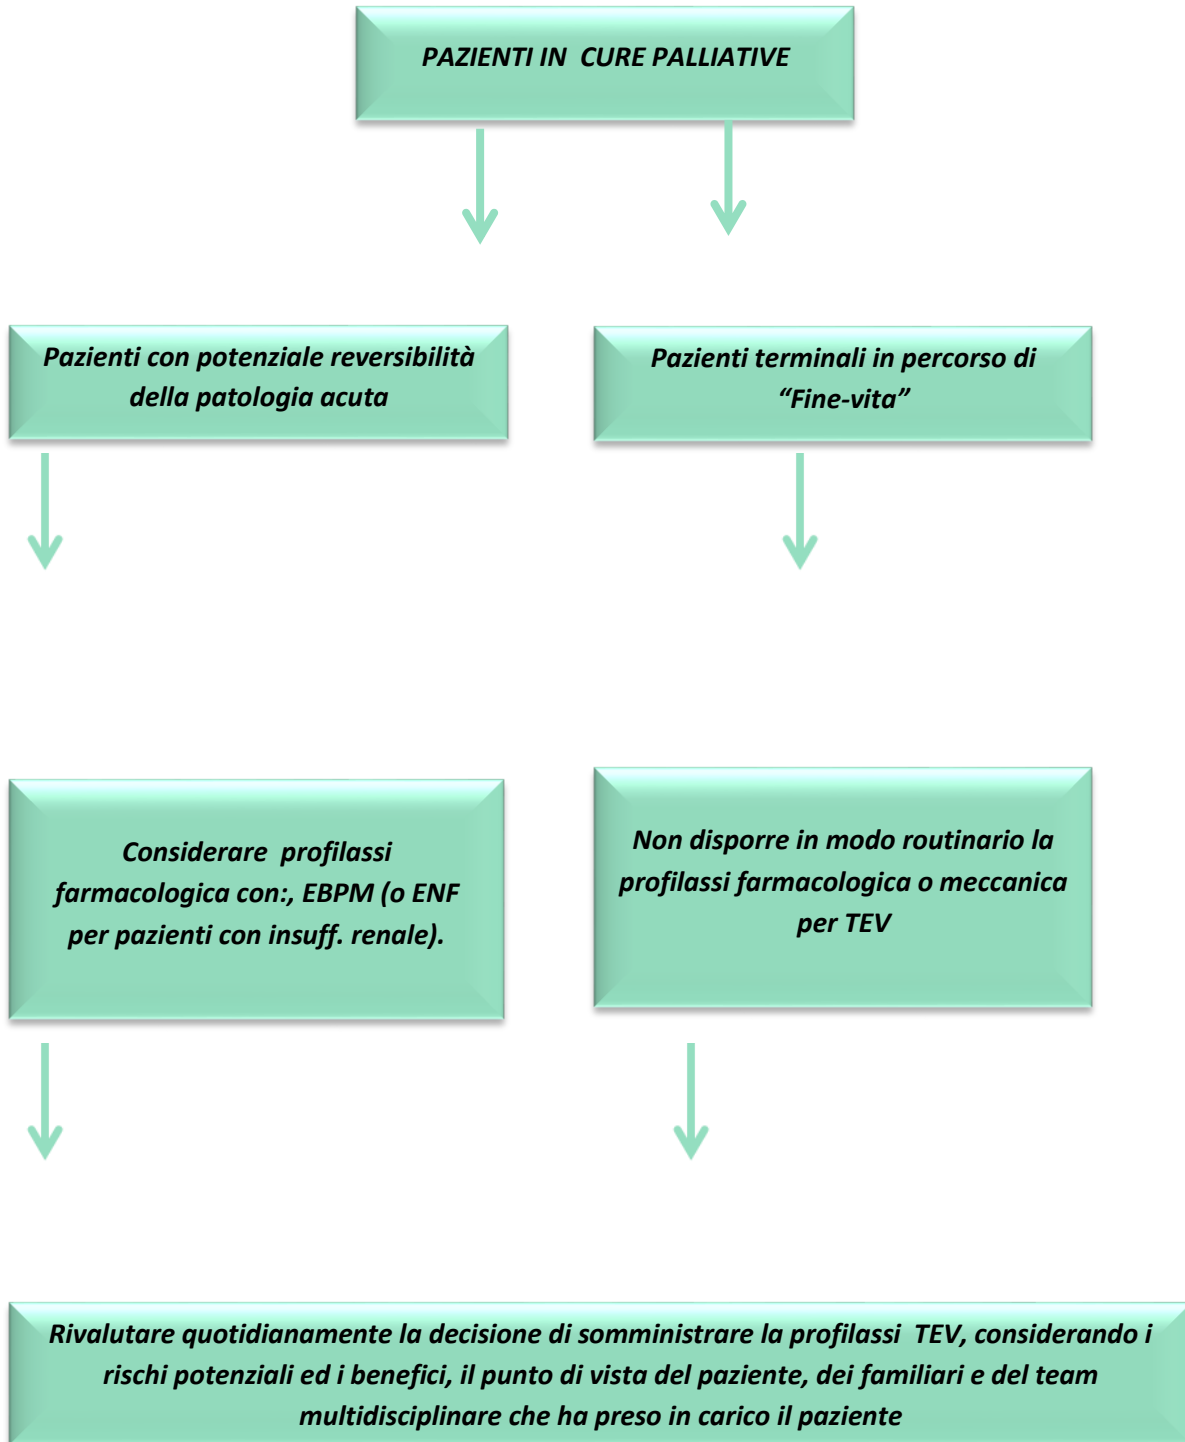 PAZIENTI IN CURE PALLIATIVE
Pazienti con potenziale reversibilità
della patologia acuta
Pazienti terminali in percorso di
“Fine-vita”
Considerare profilassi
farmacologica con:, EBPM (o ENF
per pazienti con insuff. renale).
Non disporre in modo routinario la
profilassi farmacologica o meccanica
per TEV
Rivalutare quotidianamente la decisione di somministrare la profilassi TEV, considerando i
rischi potenziali ed i benefici, il punto di vista del paziente, dei familiari e del team
multidisciplinare che ha preso in carico il paziente